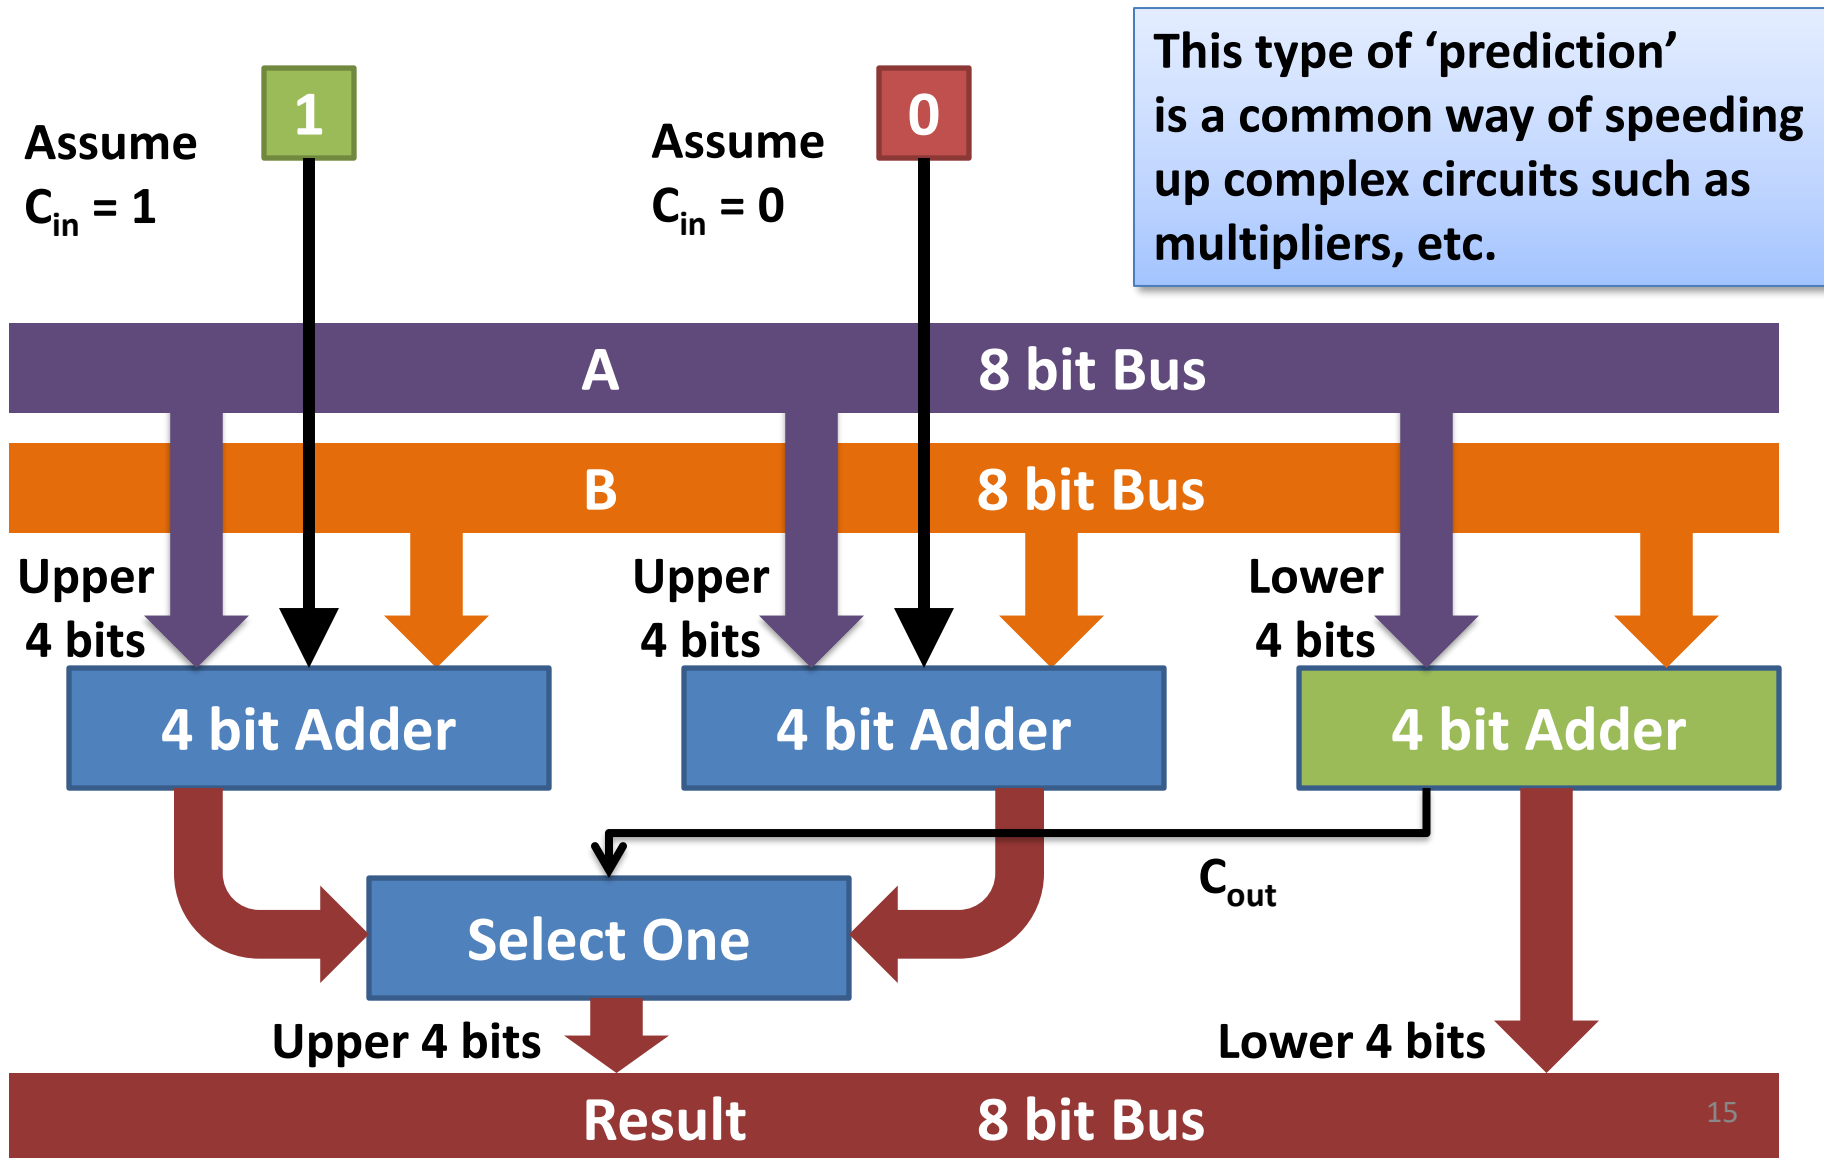 This type of ‘prediction’
is a common way of speeding
up complex circuits such as
multipliers, etc.
1
Assume
Cin = 1
0
Assume
Cin = 0
A 8 bit Bus
B 8 bit Bus
Upper
4 bits
Upper
4 bits
Lower
4 bits
4 bit Adder
4 bit Adder
4 bit Adder
Cout
Select One
Upper 4 bits
Lower 4 bits
Result 8 bit Bus
15